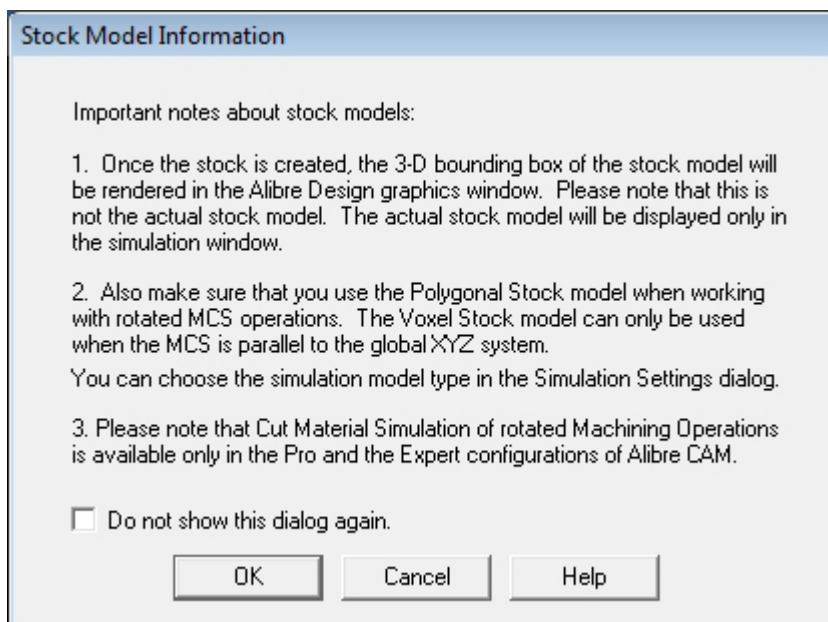 Stock Model Information
Important notes about stock models:
1. Once the stock is created, the 3-D bounding box of the stock model will
be rendered in the Alibre Design graphics window. Please note that this is
not the actual stock model. The actual stock model will be displayed only in
the simulation window.
2. Also make sure that you use the Polygonal Stock model when working
with rotated MCS operations. The Voxel Stock model can only be used
when the MCS is parallel to the global XYZ system.
You can choose the simulation model type in the Simulation Settings dialog.
3. Please note that Cut Material Simulation of rotated Machining Operations
is available only in the Pro and the Expert configurations of Alibre CAM.
Do not show this dialog again.
OK Cancel Help